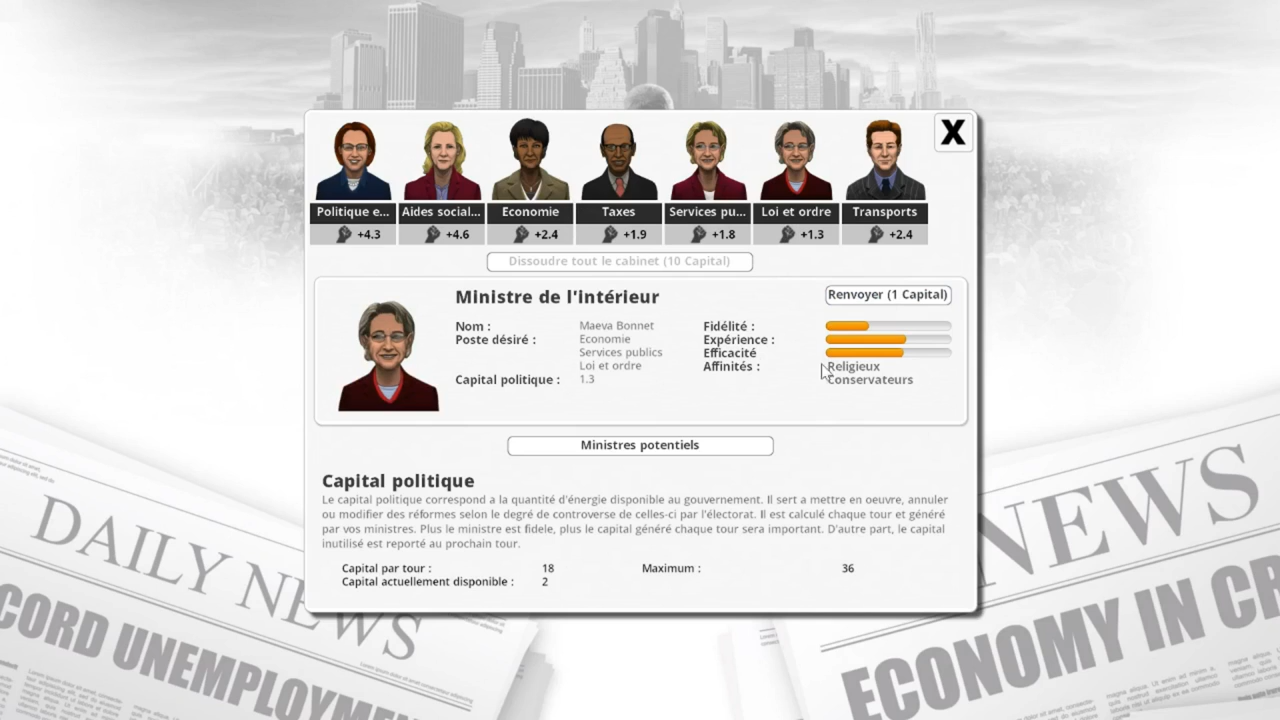 Politique e...
Aides social...
Economie
Taxes
Services pu...
Loi et ordre
Transports
+4.3
+4.6
+2.4
+1.9
+1.8
+1.3
+2.4
X
Dissoudre tout le cabinet (10 Capital)
Ministre de l'intérieur
Renvoyer (1 Capital)
Nom :
Maeva Bonnet
Fidélité :
Poste désiré :
Economie
Expérience :
Services publics
Efficacité
Loi et ordre
Affinités :
Religieux
Capital politique :
1.3
Conservateurs
Ministres potentiels
Capital politique
Le capital politique correspond a la quantité d'énergie disponible au gouvernement. Il sert a mettre en oeuvre, annuler
ou modifier des réformes selon le degré de controverse de celles-ci par l'électorat. Il est calculé chaque tour et généré
par vos ministres. Plus le ministre est fidele, plus le capital généré chaque tour sera important. D'autre part, le capital
inutilisé est reporté au prochain tour.
Capital par tour :
18
Maximum :
36
Capital actuellement disponible :
2
DAILY NEWS
CORD UNEMPLOYME
NEWS
ECONOMY IN CR